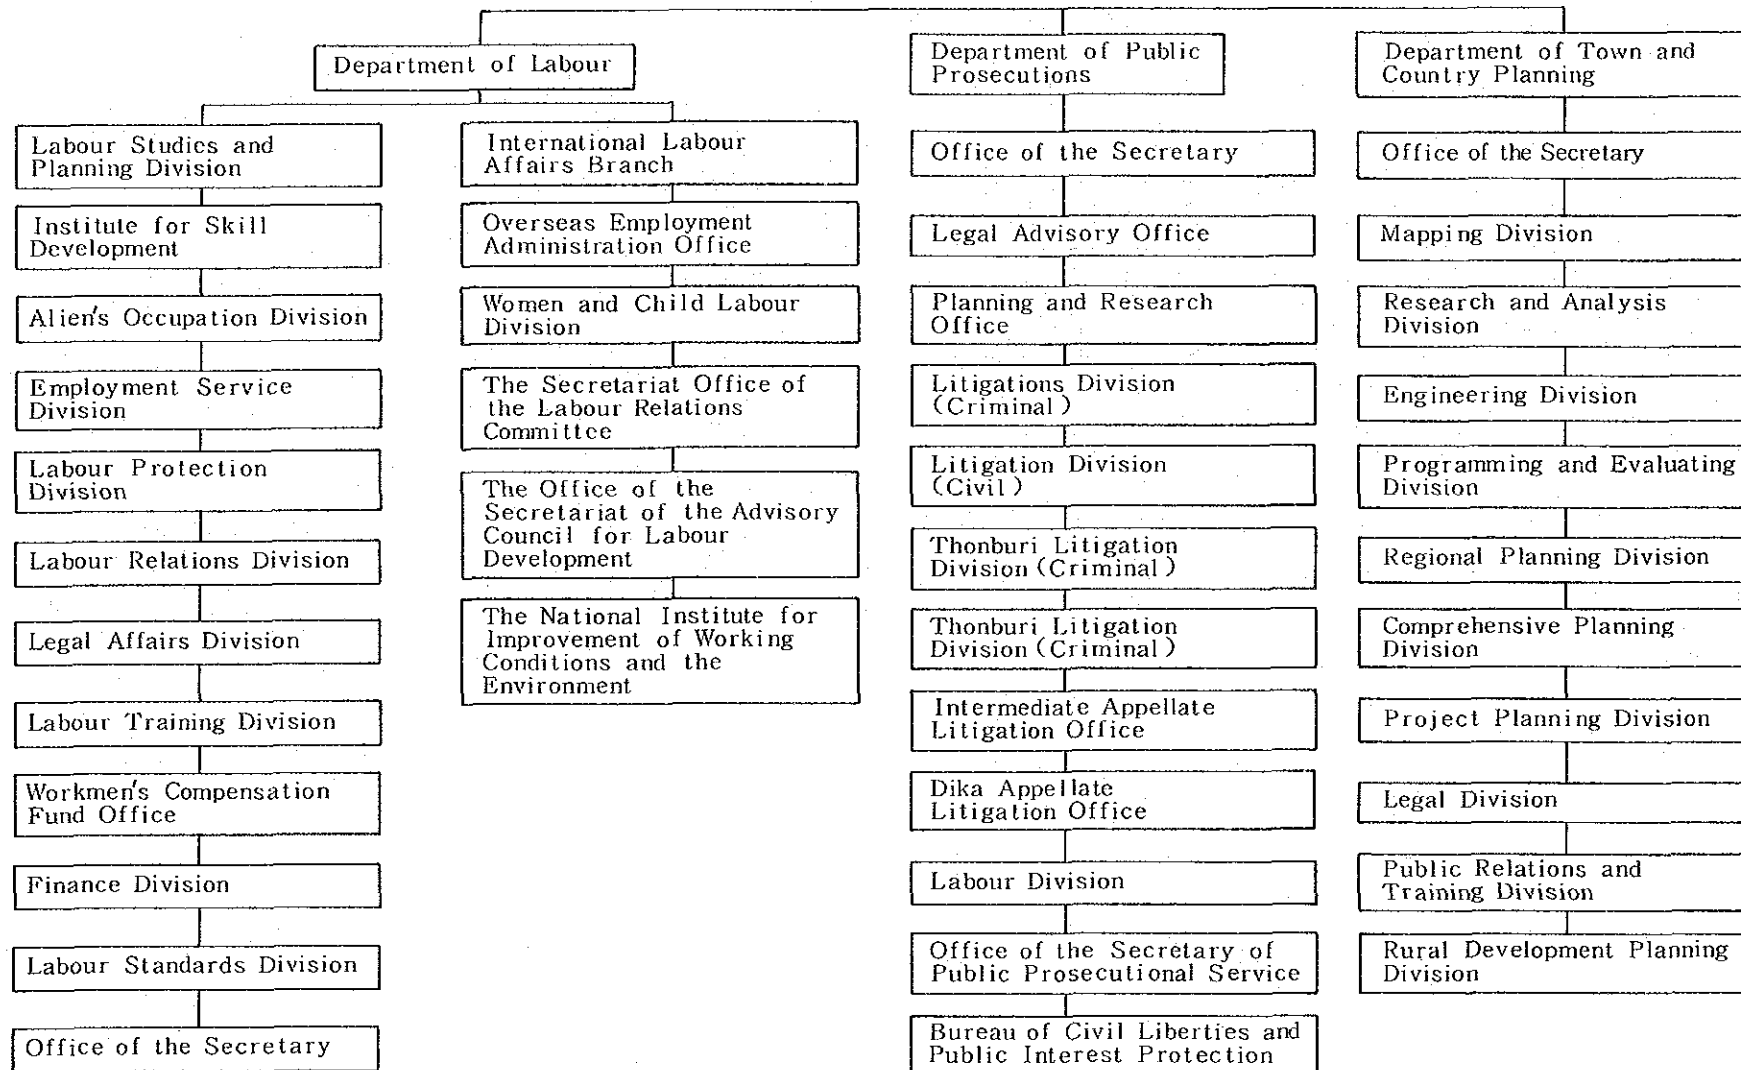 Department of Labour
Department of Public
Prosecutions
Department of Town and
Country Planning
Labour Studies and
Planning Division
Institute for Skill
Development
Alien's Occupation Division
Employment Service
Division
Labour Protection
Division
Labour Relations Division
Legal Affairs Division
Labour Training Division
Workmen's Compensation
Fund Office
Finance Division
Labour Standards Division
Office of the Secretary
International Labour
Affairs Branch
Overseas Employment
Administration Office
Women and Child Labour
Division
The Secretariat Office of
the Labour Relations
Committee
The Office of the
Secretariat of the Advisory
Council for Labour
Development
The National Institute for
Improvement of Working
Conditions and the
Environment
Office of the Secretary
Legal Advisory Office
Planning and Research
Office
Litigations Division
(Criminal)
Litigation Division
(Civil)
Thonburi Litigation
Division (Criminal)
Thonburi Litigation
Division (Criminal)
Intermediate Appellate
Litigation Office
Dika Appellate
Litigation Office
Labour Division
Office of the Secretary of
Public Prosecutional Service
Bureau of Civil Liberties and
Public Interest Protection
Office of the Secretary
Mapping Division
Research and Analysis
Division
Engineering Division
Programming and Evaluating
Division
Regional Planning Division
Comprehensive Planning
Division
Project Planning Division
Legal Division
Public Relations and
Training Division
Rural Development Planning
Division